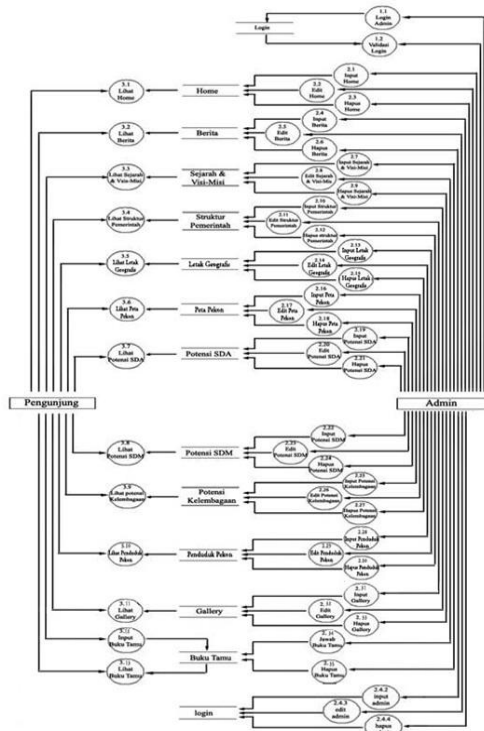 1.1
Login
Admin
Login
1.2
Validasi
Login
2.1
Input
Home
3.1
Lihat
Home
Home
2.2
Edit
Home
2.3
Hapus
Home
2.4
Input
Berita
3.2
Lihat
Berita
Berita
2.5
Edit
Berita
2.6
Hapus
Berita
2.7
Input Sejarah
& Visi-Misi
3.3
Lihat Sejarah
& Visi-Misi
Sejarah &
Visi-Misi
2.8
Edit Sejarah
& Visi-Misi
2.9
Hapus Sejarah
& Visi-Misi
2.10
Input Struktur
Pemerintah
3.4
Lihat Struktur
Pemerintah
Struktur
Pemerintah
2.11
Edit Struktur
Pemerintah
2.12
Hapus struktur
Pemerintah
2.13
Input Letak
Geografis
3.5
Lihat Letak
Geografis
Letak Geografis
2.14
Edit Letak
Geografis
2.15
Hapus Letak
Geografis
2.16
Input Peta
Pekon
3.6
Lihat Peta
Pekon
Peta Pekon
2.17
Edit Peta
Pekon
2.18
Hapus Peta
Pekon
2.19
Input
Potensi SDA
3.7
Lihat
Potensi SDA
Potensi SDA
2.20
Edit
Potensi SDA
2.21
Hapus
Potensi SDA
Pengunjung
Admin
2.22
Input
Potensi SDM
3.8
Lihat
Potensi SDM
Potensi SDM
2.23
Edit
Potensi SDM
2.24
Hapus
Potensi SDM
2.25
Input Potensi
Kelembagaan
3.9
Lihat potensi
Kelembagaan
Potensi
Kelembagaan
2.26
Edit Potensi
Kelembagaan
2.27
Hapus Potensi
Kelembagaan
2.28
Input Penduduk
Pekon
3.10
Lihat Penduduk
Pekon
Penduduk Pekon
2.29
Edit Penduduk
Pekon
2.30
Hapus Penduduk
Pekon
2.31
Input
Gallery
3.11
Lihat
Gallery
Gallery
2.32
Edit
Gallery
2.33
Hapus
Gallery
3.12
Input
Buku Tamu
2.34
Jawab
Buku Tamu
Buku Tamu
3.13
Lihat
Buku Tamu
2.35
Hapus
Buku Tamu
2.4.2
input
admin
login
2.4.3
edit
admin
2.4.4
hapus